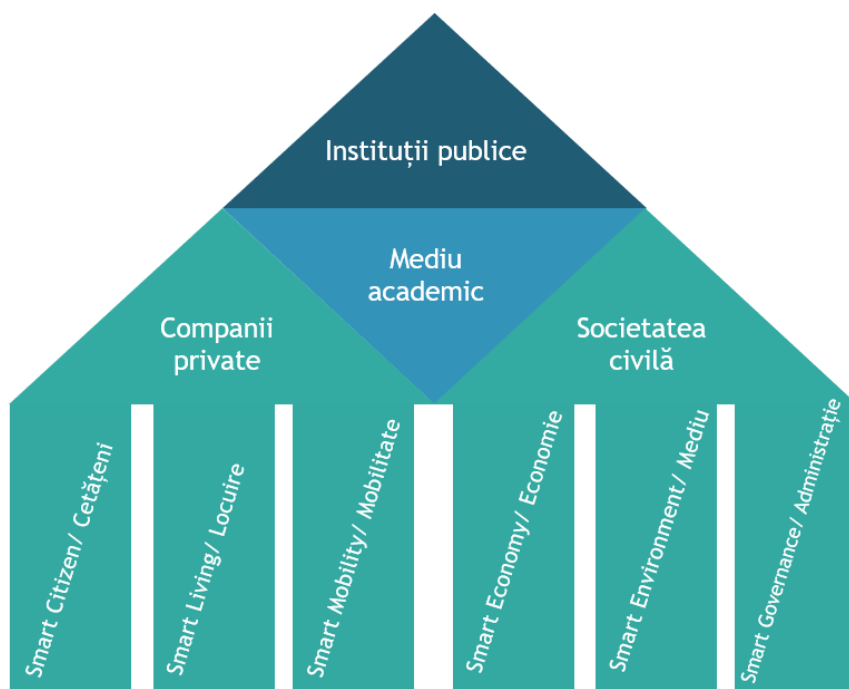 Instituții publice
Mediu
academic
Companii
private
Societatea
civilă
Smart Citizen/ Cetățeni
Smart Living/ Locuire
Smart Mobility/ Mobilitate
Smart Economy/ Economie
Smart Environment/ Mediu
Smart Governance/ Administrație